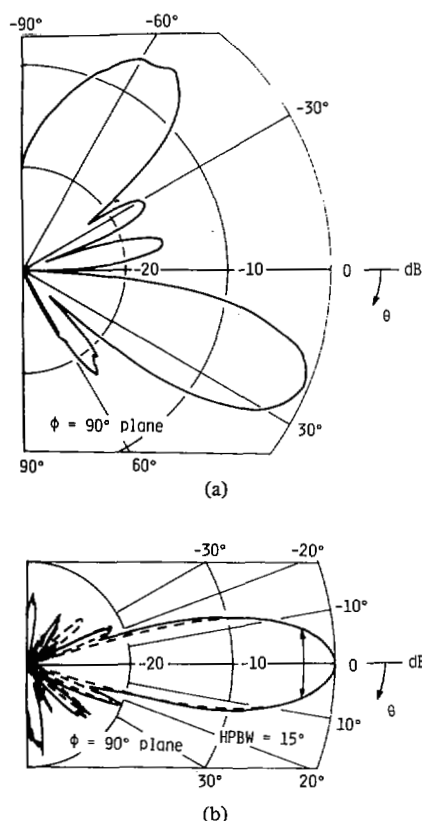 -90°
-60°
-30°
-20
-10
0
dB
θ
30°
ϕ = 90° plane
90°
60°
(a)
-30°
-20°
-10°
-20
-10
0
dB
θ
10°
ϕ = 90° plane
HPBW = 15°
30°
20°
(b)